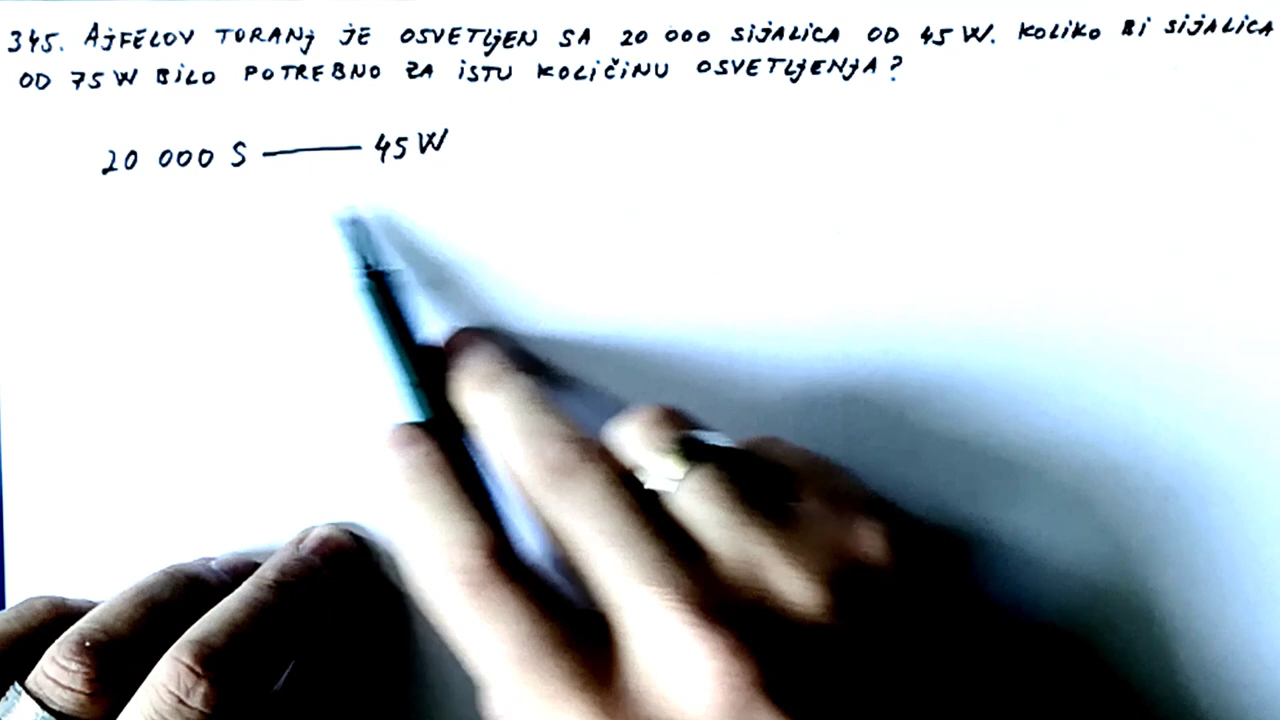 345. AJFELOV TORANJ JE OSVETLJEN SA 20 000 SIJALICA OD 45 W. KOLIKO BI SIJALICA
OD 75 W BILO POTREBNO ZA ISTU KOLIČINU OSVETLJENJA?
20 000 S —— 45 W